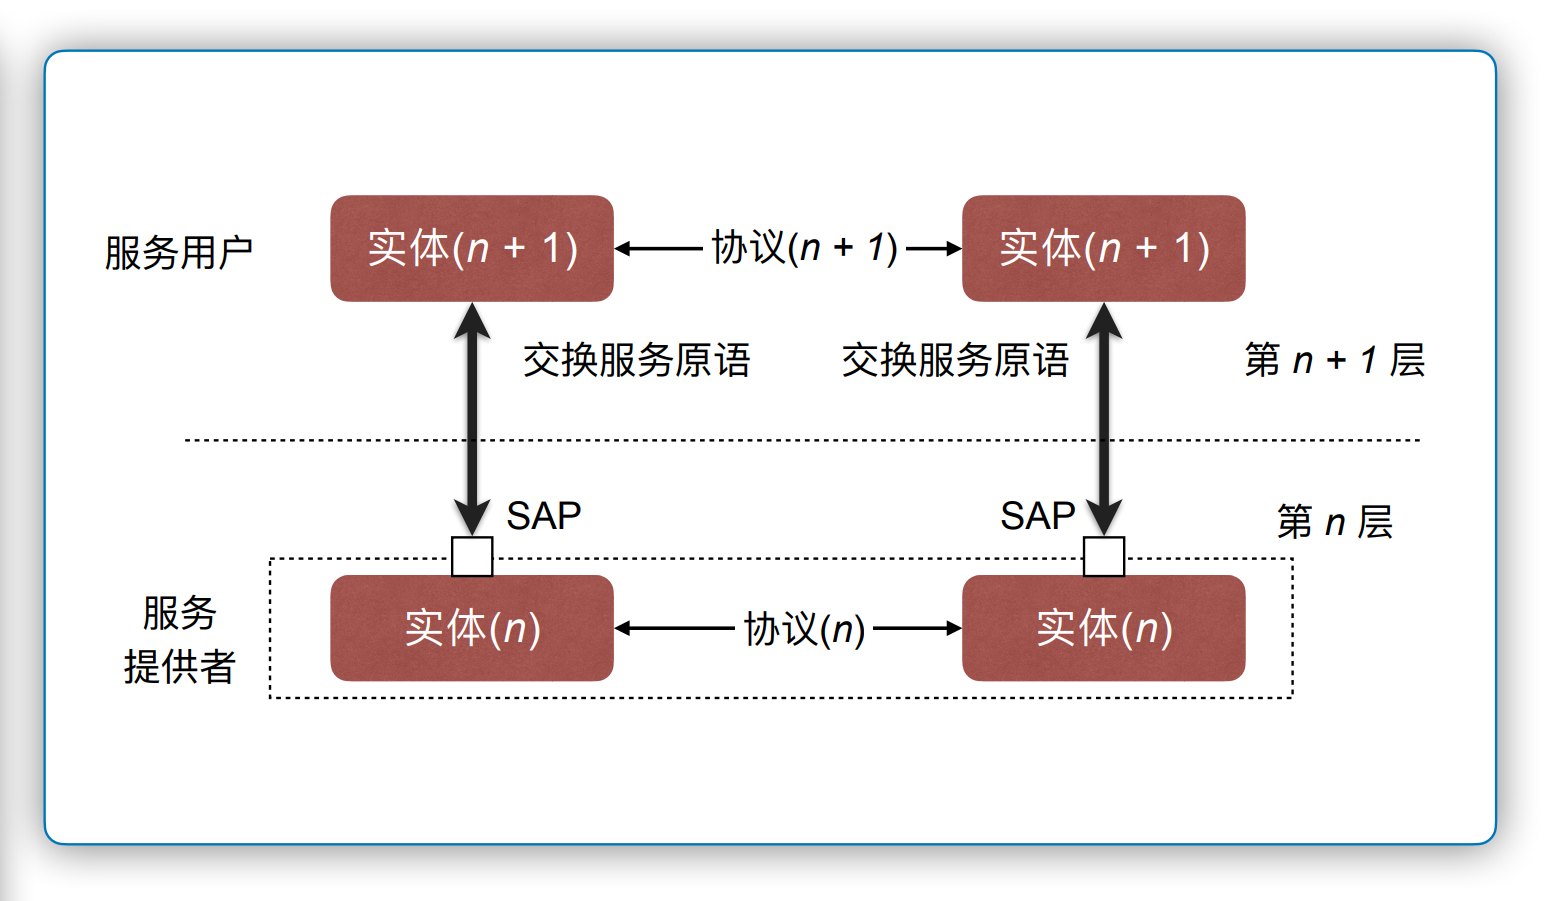 服务用户
实体(n + 1)
协议(n + 1)
实体(n + 1)
交换服务原语
交换服务原语
第 n + 1 层
SAP
SAP
第 n 层
服务
提供者
实体(n)
协议(n)
实体(n)